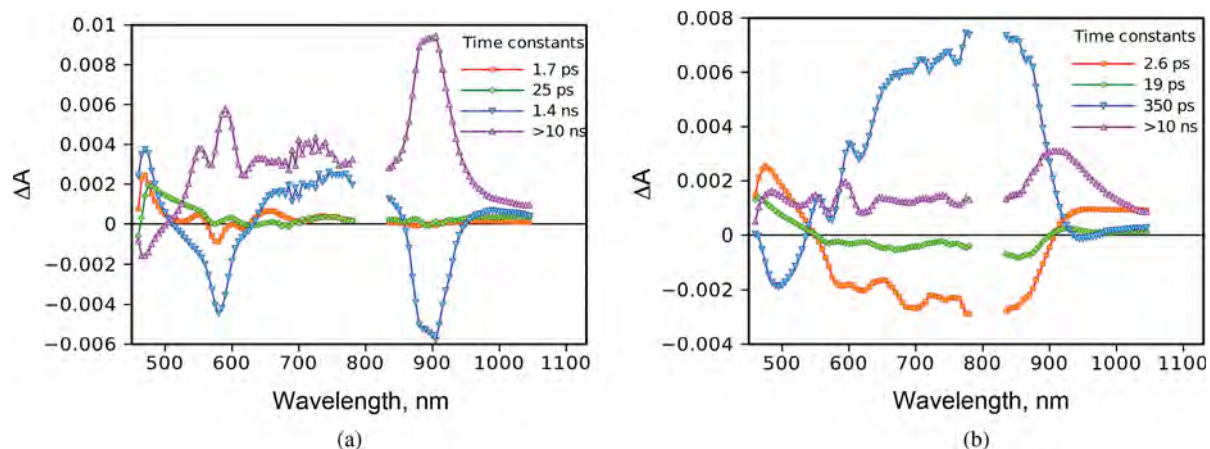 0.01
0.008
0.006
0.004
0.002
0
−0.002
−0.004
−0.006
ΔA
Time constants
1.7 ps
25 ps
1.4 ns
>10 ns
500 600 700 800 900 1000 1100
Wavelength, nm
(a)
0.008
0.006
0.004
0.002
0
−0.002
−0.004
ΔA
Time constants
2.6 ps
19 ps
350 ps
>10 ns
500 600 700 800 900 1000 1100
Wavelength, nm
(b)